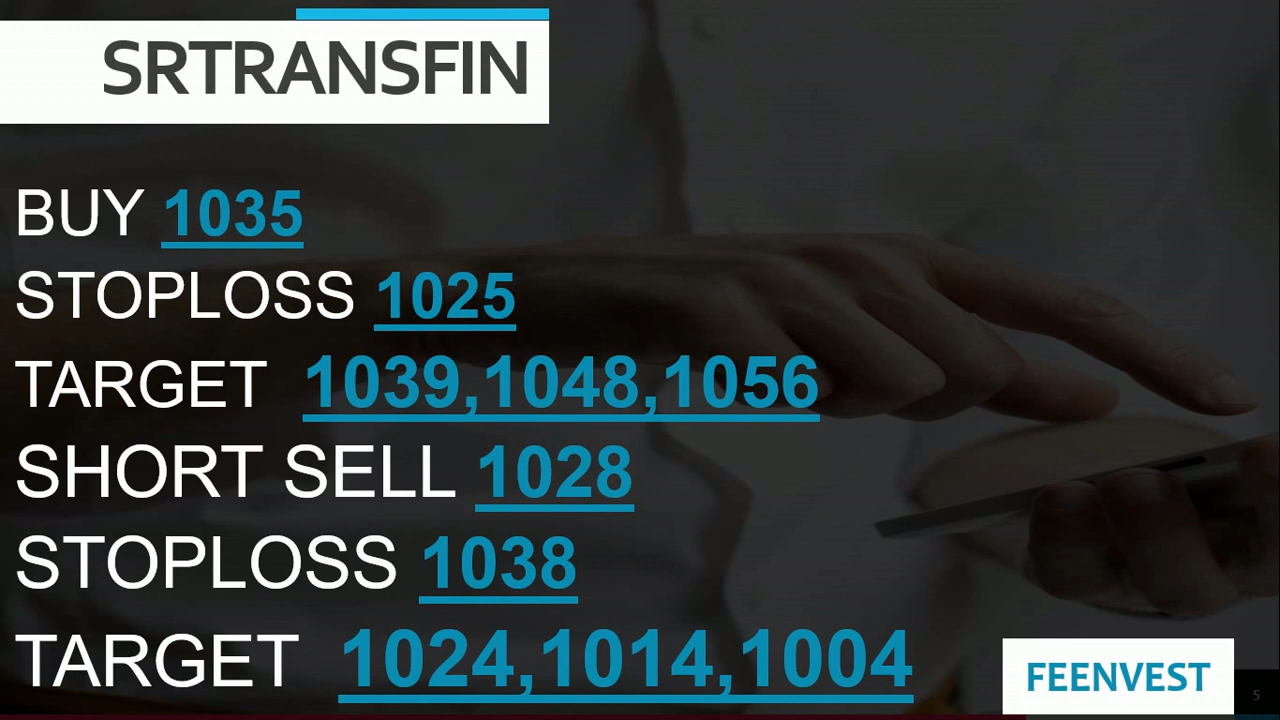 SRTRANSFIN
BUY 1035
STOPLOSS 1025
TARGET 1039,1048,1056
SHORT SELL 1028
STOPLOSS 1038
TARGET 1024,1014,1004
FEENVEST
5